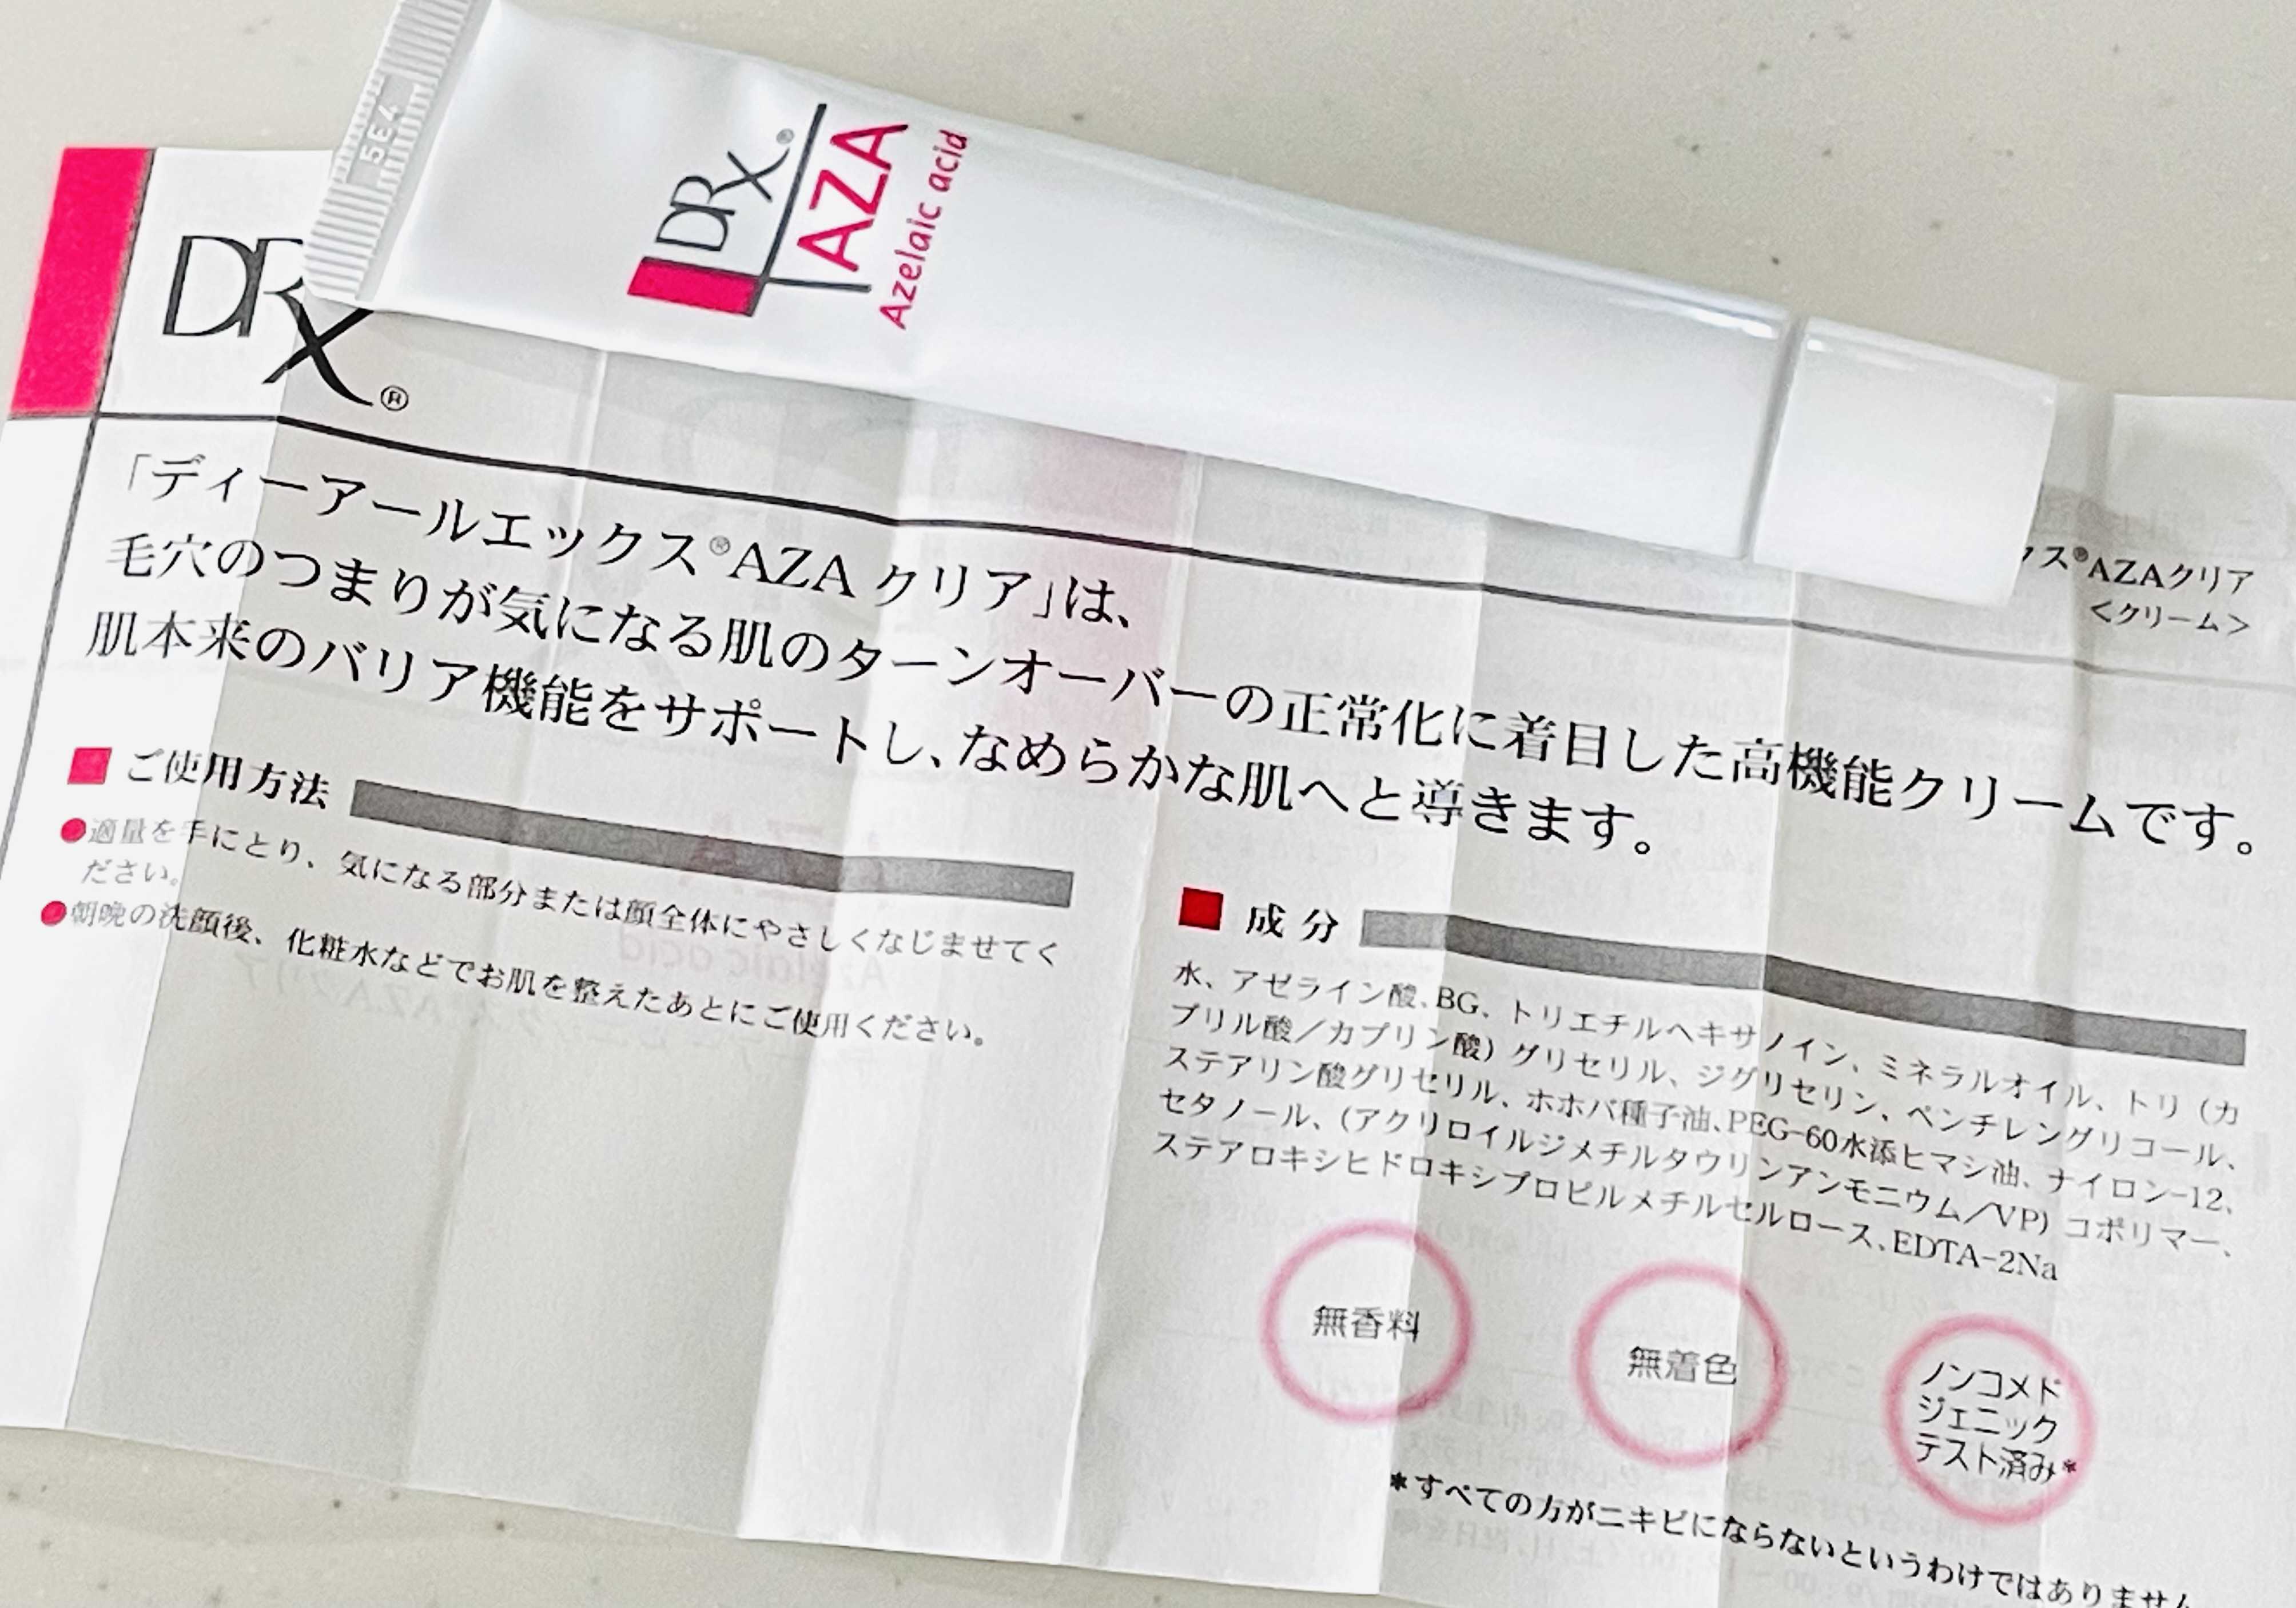 5E4
DRX®
AZA
Azelaic acid
DRX®
クス®AZAクリア
<クリーム>
「ディーアールエックス®AZA クリア」は、
毛穴のつまりが気になる肌のターンオーバーの正常化に着目した高機能クリームです。
肌本来のバリア機能をサポートし、なめらかな肌へと導きます。
ご使用方法
●適量を手にとり、気になる部分または顔全体にやさしくなじませてく
ださい。
●朝晩の洗顔後、化粧水などでお肌を整えたあとにご使用ください。
成分
水、アゼライン酸、BG、トリエチルヘキサノイン、ミネラルオイル、トリ（カ
プリル酸／カプリン酸）グリセリル、ジグリセリン、ペンチレングリコール、
ステアリン酸グリセリル、ホホバ種子油、PEG-60水添ヒマシ油、ナイロン-12、
セタノール、（アクリロイルジメチルタウリンアンモニウム／VP）コポリマー、
ステアロキシヒドロキシプロピルメチルセルロース、EDTA-2Na
無香料
無着色
ノンコメド
ジェニック
テスト済み*
*すべての方がニキビにならないというわけではありません